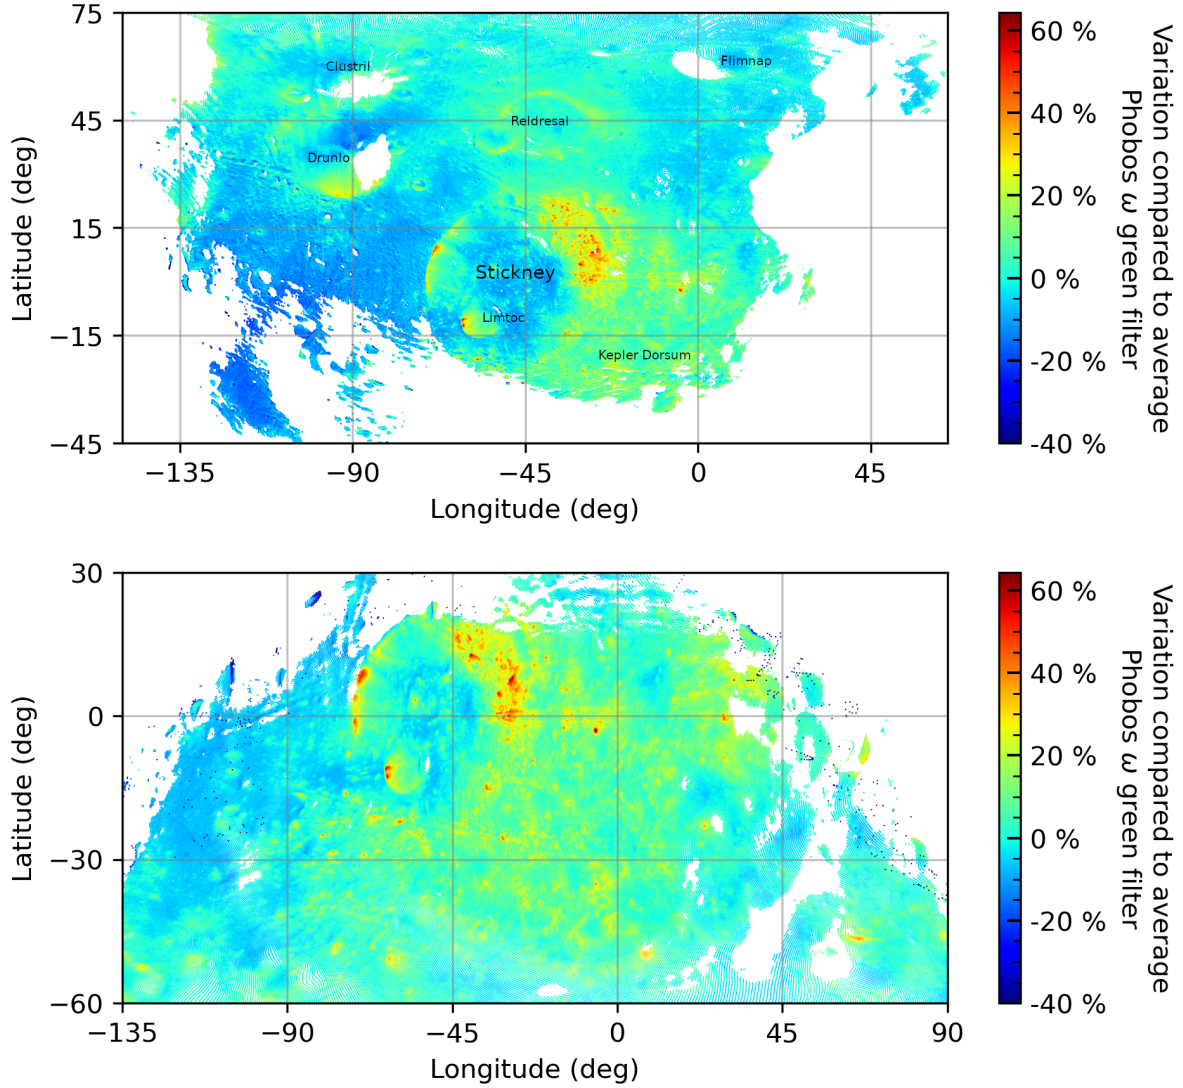 75
45
15
−15
−45
Latitude (deg)
Clustril
Flimnap
Reldresal
Drunlo
Stickney
Limtoc
Kepler Dorsum
−135
−90
−45
0
45
Longitude (deg)
60 %
40 %
20 %
0 %
-20 %
-40 %
Variation compared to average
Phobos ω green filter
30
0
−30
−60
Latitude (deg)
−135
−90
−45
0
45
90
Longitude (deg)
60 %
40 %
20 %
0 %
-20 %
-40 %
Variation compared to average
Phobos ω green filter